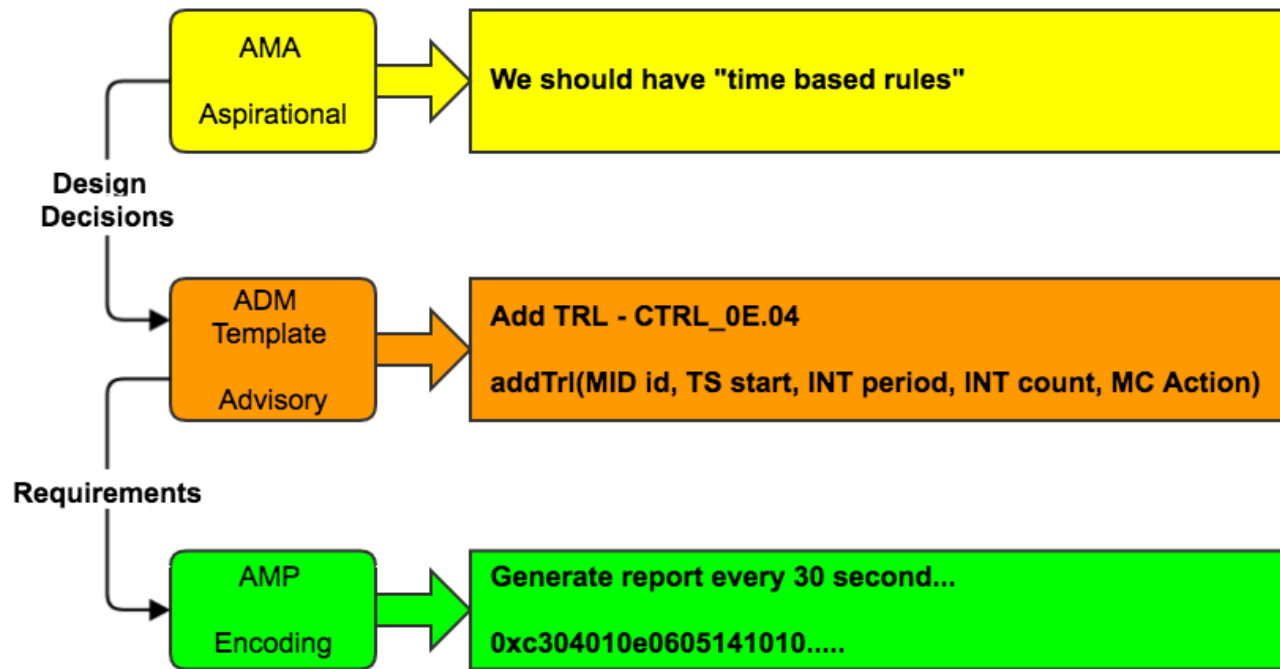 AMA
Aspirational
We should have "time based rules"
Design
Decisions
ADM
Template
Advisory
Add TRL - CTRL_0E.04
addTrl(MID id, TS start, INT period, INT count, MC Action)
Requirements
AMP
Encoding
Generate report every 30 second...
0xc304010e0605141010.....